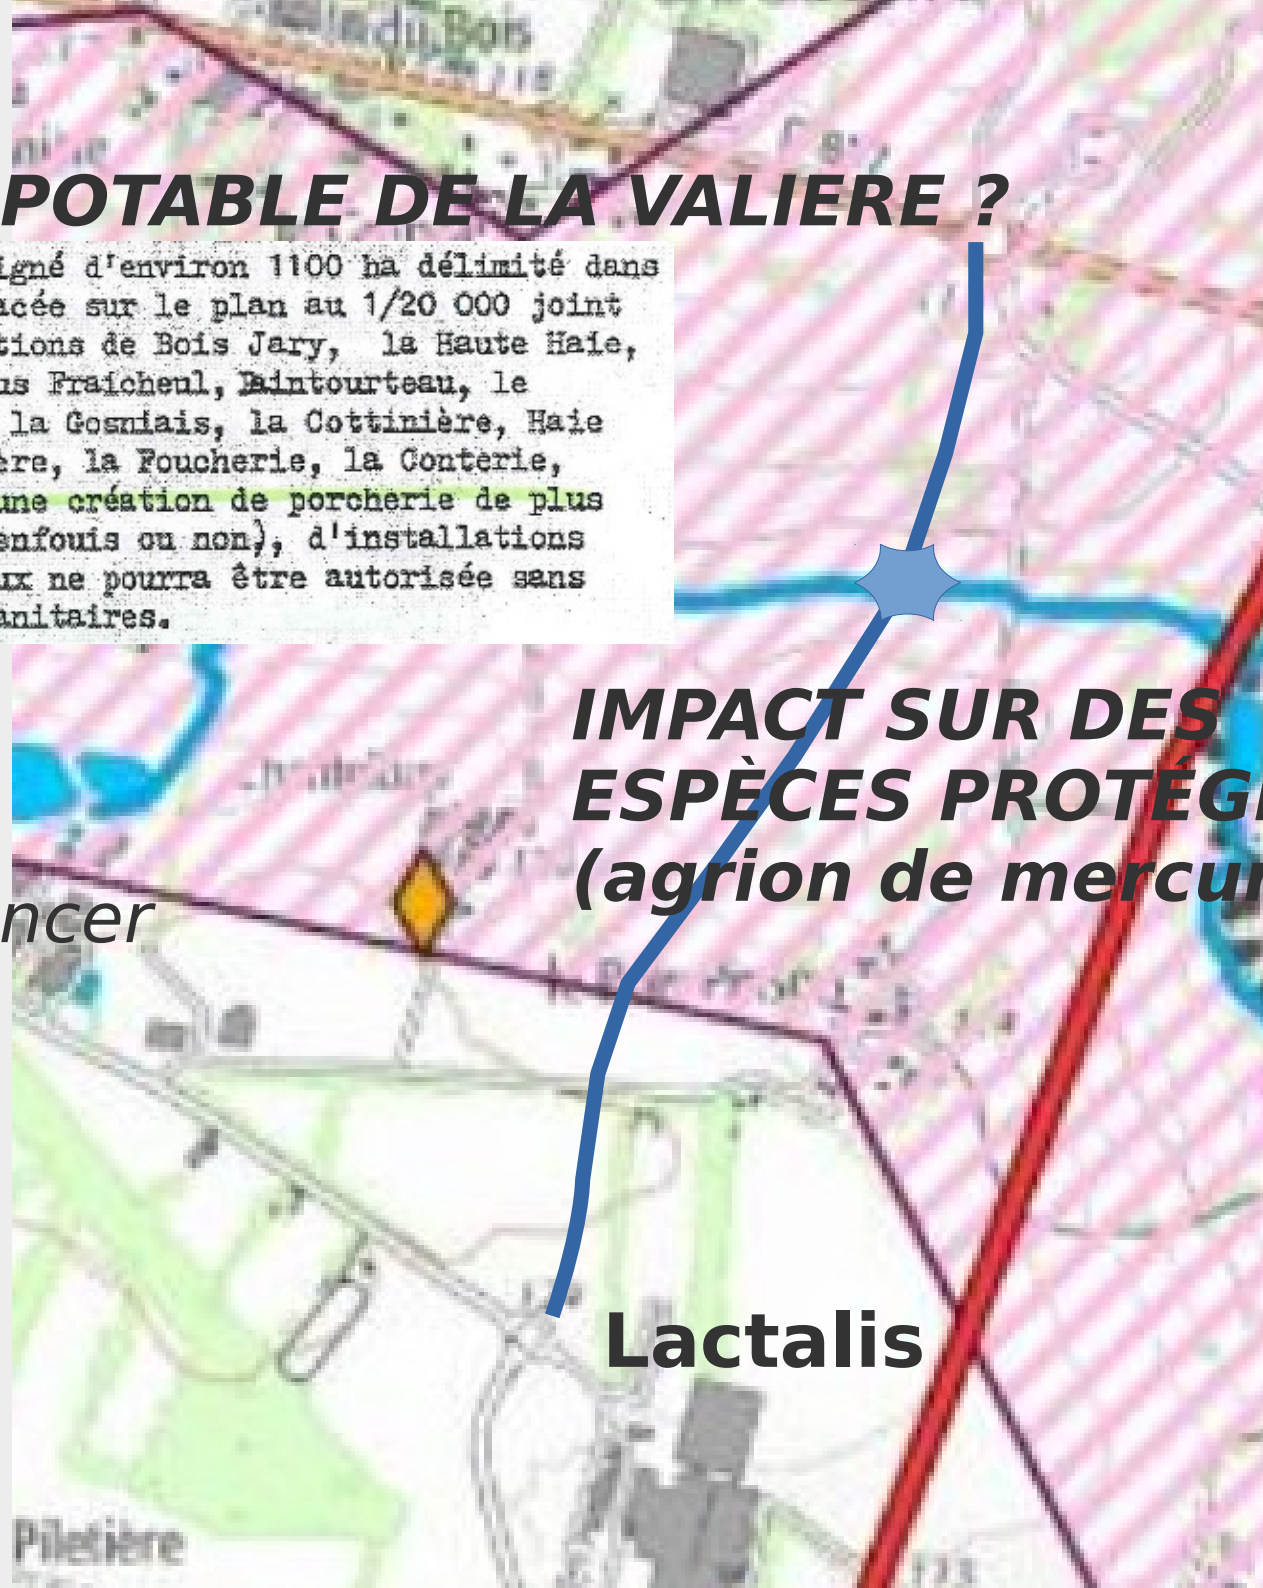 du Bois
POTABLE DE LA VALIERE ?
igné d'environ 1100 ha délimité dans
acée sur le plan au 1/20 000 joint
tions de Bois Jary, la Haute Haie,
us Fraicheul, Daintourteau, le
la Gosniais, la Cottinière, Haie
ère, la Foucherie, la Conterie,
une création de porcherie de plus
enfouis ou non), d'installations
ux ne pourra être autorisée sans
anitaires.
IMPACT SUR DES
ESPÈCES PROTÉGÉ
(agrion de mercur
ncer
Lactalis
Piletière